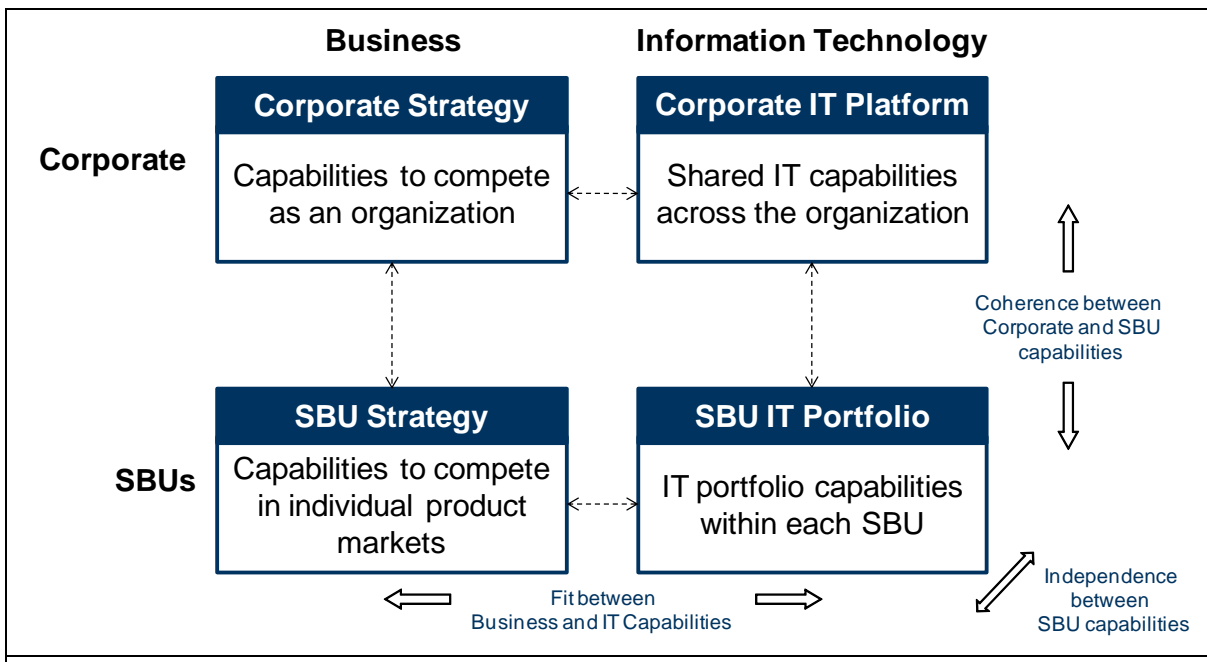 Business
Information Technology
Corporate
Corporate Strategy
Capabilities to compete
as an organization
Corporate IT Platform
Shared IT capabilities
across the organization
Coherence between
Corporate and SBU
capabilities
SBUs
SBU Strategy
Capabilities to compete
in individual product
markets
SBU IT Portfolio
IT portfolio capabilities
within each SBU
Fit between
Business and IT Capabilities
Independence
between
SBU capabilities